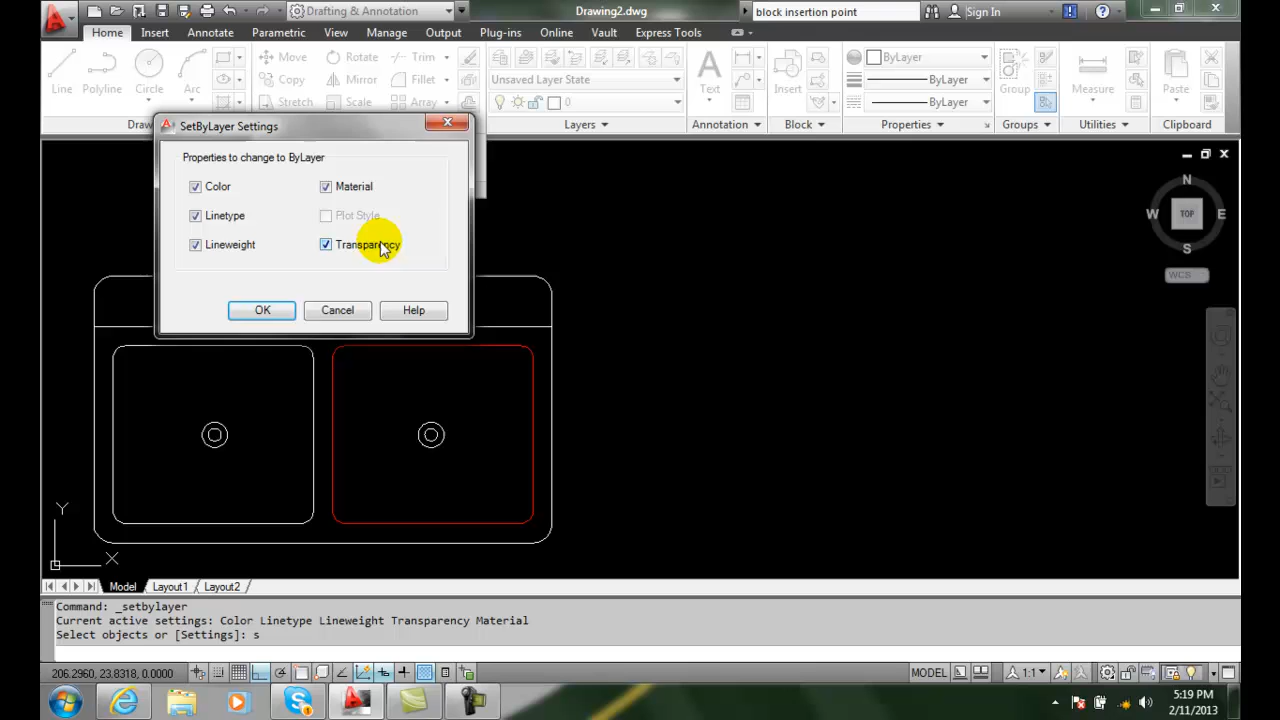 Drafting & Annotation
Drawing2.dwg
block insertion point
Sign In
Home Insert Annotate Parametric View Manage Output Plug-ins Online Vault Express Tools
Line Polyline Circle Arc
Move Rotate Trim
Copy Mirror Fillet
Stretch Scale Array
Unsaved Layer State
0
Layers
Text
Annotation
Insert
Block
ByLayer
ByLayer
ByLayer
Properties
Group
Groups
Measure
Utilities
Paste
Clipboard
Draw
SetByLayer Settings
Properties to change to ByLayer
Color Material
Linetype Plot Style
Lineweight Transparency
OK Cancel Help
N
W TOP E
S
WCS
Y
X
Model Layout1 Layout2
Command: _setbylayer
Current active settings: Color Linetype Lineweight Transparency Material
Select objects or [Settings]: s
206.2960, 23.8318, 0.0000
MODEL
1:1
5:19 PM
2/11/2013